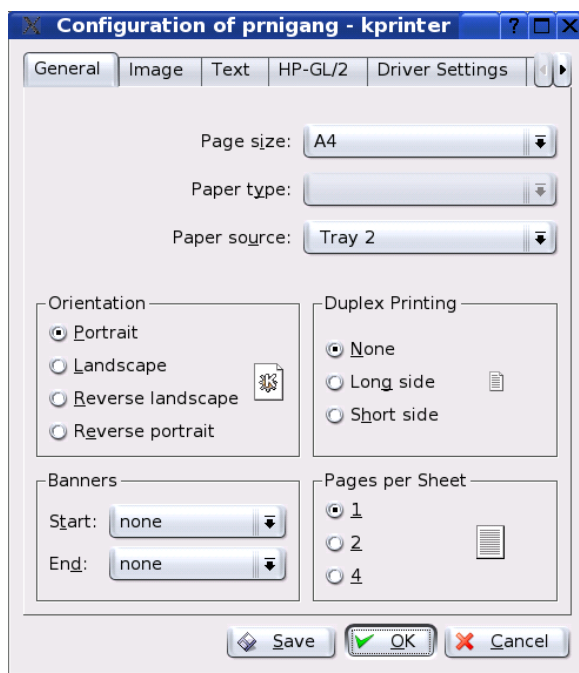 Configuration of prnigang - kprinter
General Image Text HP-GL/2 Driver Settings
Page size: A4
Paper type:
Paper source: Tray 2
Orientation
Portrait
Landscape
Reverse landscape
Reverse portrait
Duplex Printing
None
Long side
Short side
Banners
Start: none
End: none
Pages per Sheet
1
2
4
Save OK Cancel